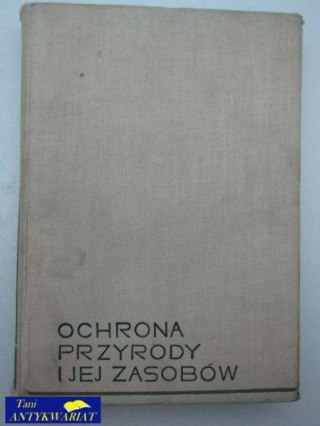 OCHRONA
PRZYRODY
I JEJ ZASOBÓW
Tani
ANTYKWARIAT